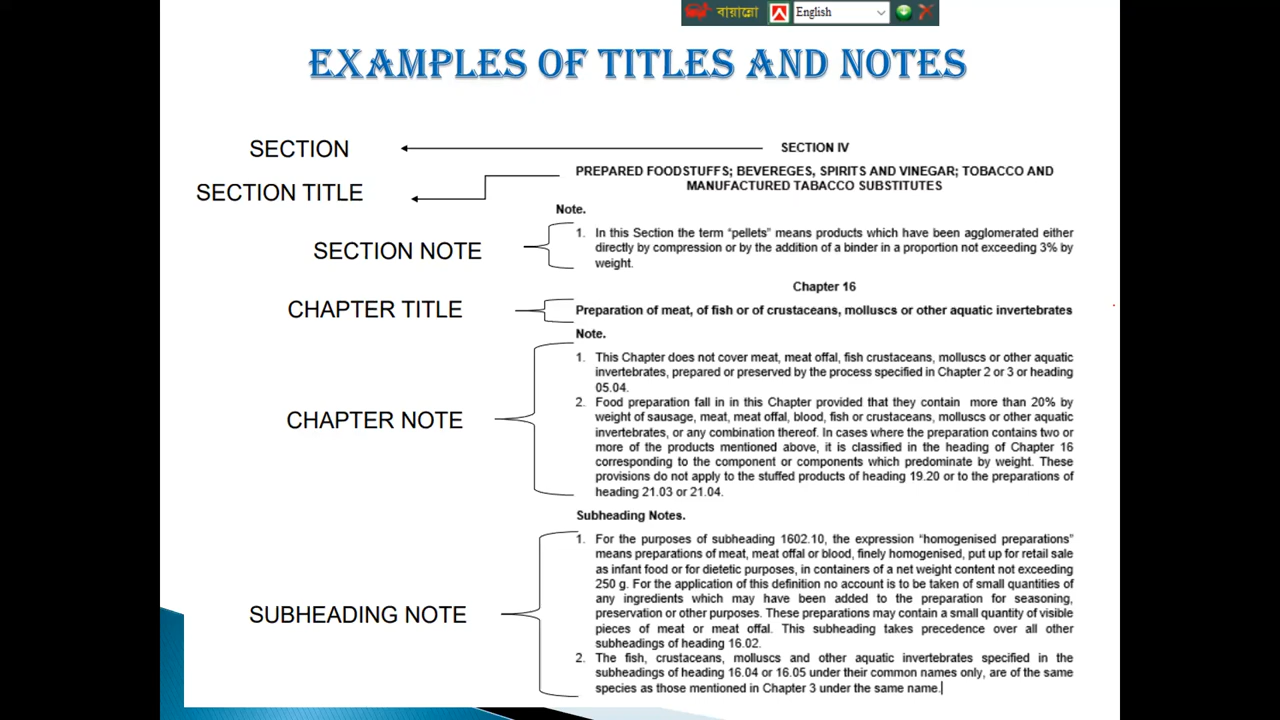 বায়ান্নো English
EXAMPLES OF TITLES AND NOTES
SECTION
SECTION IV
SECTION TITLE
PREPARED FOODSTUFFS; BEVEREGES, SPIRITS AND VINEGAR; TOBACCO AND
MANUFACTURED TABACCO SUBSTITUTES
Note.
SECTION NOTE
1. In this Section the term “pellets” means products which have been agglomerated either
directly by compression or by the addition of a binder in a proportion not exceeding 3% by
weight.
Chapter 16
CHAPTER TITLE
Preparation of meat, of fish or of crustaceans, molluscs or other aquatic invertebrates
Note.
CHAPTER NOTE
1. This Chapter does not cover meat, meat offal, fish crustaceans, molluscs or other aquatic
invertebrates, prepared or preserved by the process specified in Chapter 2 or 3 or heading
05.04.
2. Food preparation fall in in this Chapter provided that they contain more than 20% by
weight of sausage, meat, meat offal, blood, fish or crustaceans, molluscs or other aquatic
invertebrates, or any combination thereof. In cases where the preparation contains two or
more of the products mentioned above, it is classified in the heading of Chapter 16
corresponding to the component or components which predominate by weight. These
provisions do not apply to the stuffed products of heading 19.20 or to the preparations of
heading 21.03 or 21.04.
Subheading Notes.
SUBHEADING NOTE
1. For the purposes of subheading 1602.10, the expression “homogenised preparations”
means preparations of meat, meat offal or blood, finely homogenised, put up for retail sale
as infant food or for dietetic purposes, in containers of a net weight content not exceeding
250 g. For the application of this definition no account is to be taken of small quantities of
any ingredients which may have been added to the preparation for seasoning,
preservation or other purposes. These preparations may contain a small quantity of visible
pieces of meat or meat offal. This subheading takes precedence over all other
subheadings of heading 16.02.
2. The fish, crustaceans, molluscs and other aquatic invertebrates specified in the
subheadings of heading 16.04 or 16.05 under their common names only, are of the same
species as those mentioned in Chapter 3 under the same name.